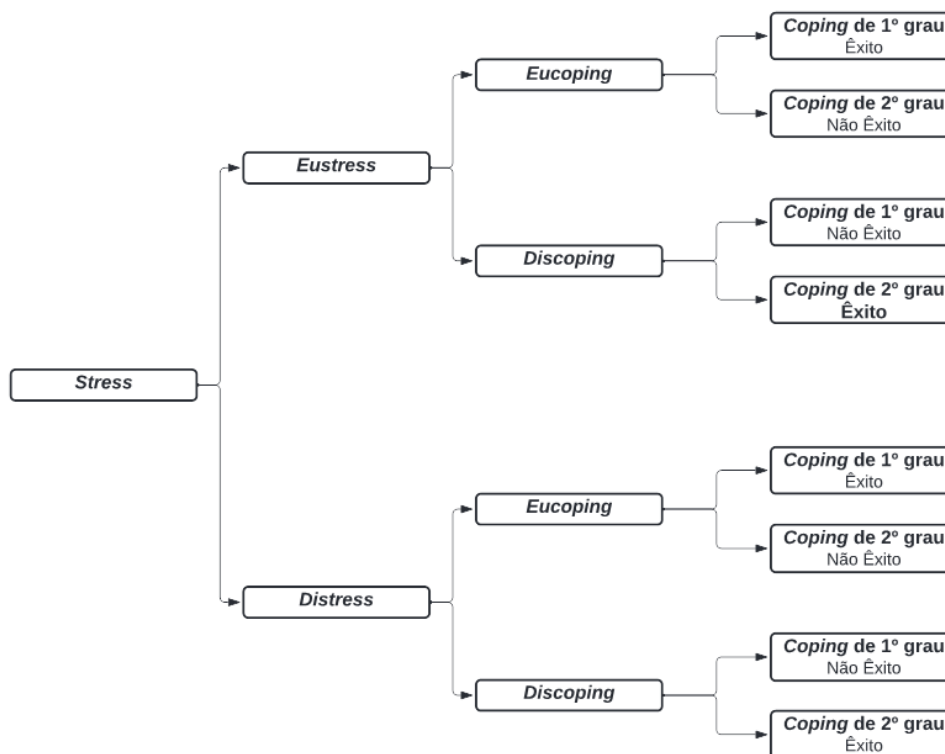 Coping de 1º grau
Êxito
Eucoping
Coping de 2º grau
Não Êxito
Eustress
Coping de 1º grau
Não Êxito
Discoping
Coping de 2º grau
Êxito
Stress
Coping de 1º grau
Êxito
Eucoping
Coping de 2º grau
Não Êxito
Distress
Coping de 1º grau
Não Êxito
Discoping
Coping de 2º grau
Êxito